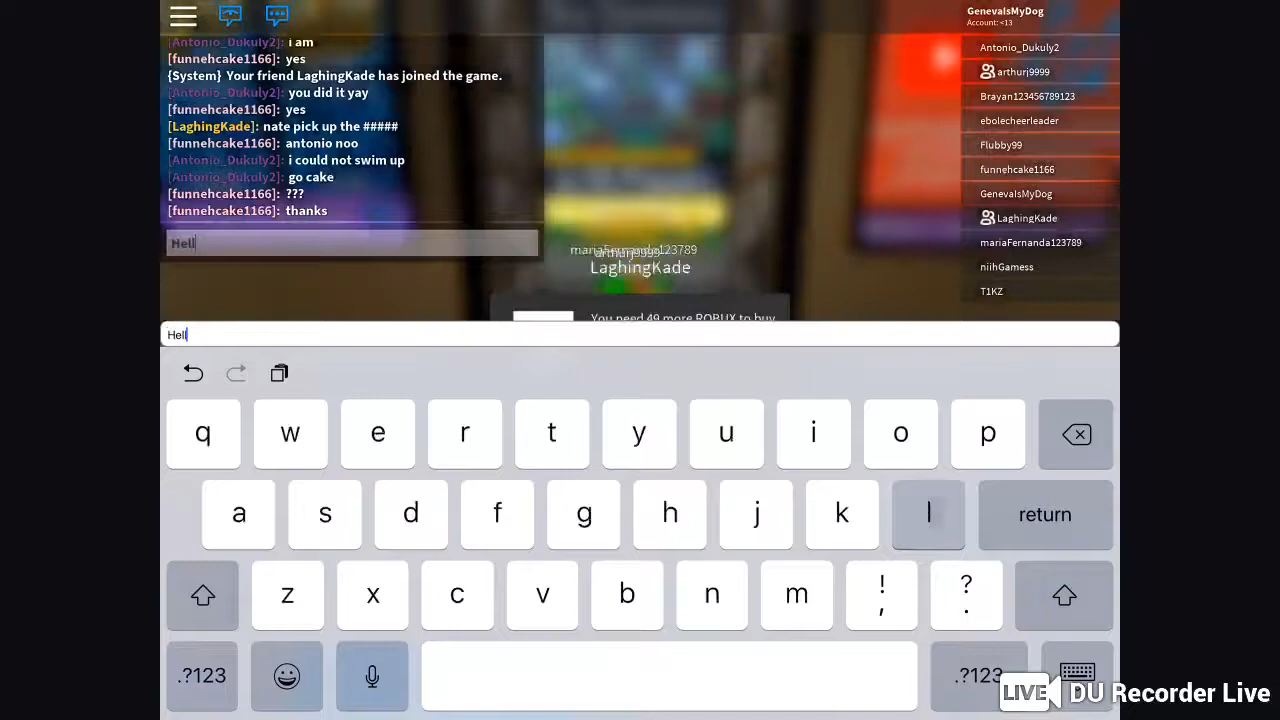 GenevaIsMyDog
Account: <13
[Antonio_Dukuly2]: i am
[funnehcake1166]: yes
{System} Your friend LaghingKade has joined the game.
[Antonio_Dukuly2]: you did it yay
[funnehcake1166]: yes
[LaghingKade]: nate pick up the #####
[funnehcake1166]: antonio noo
[Antonio_Dukuly2]: i could not swim up
[Antonio_Dukuly2]: go cake
[funnehcake1166]: ???
[funnehcake1166]: thanks
Hell
Antonio_Dukuly2
arthurj9999
Brayan123456789123
ebolecheerleader
Flubby99
funnehcake1166
GenevaIsMyDog
LaghingKade
mariaFernanda123789
niihGamess
T1KZ
mariaFernanda123789
arthurj9999
LaghingKade
You need 49 more ROBUX to buy
Hell
q w e r t y u i o p
a s d f g h j k l return
z x c v b n m ! , ? .
.?123 .?123
LIVE DU Recorder Live